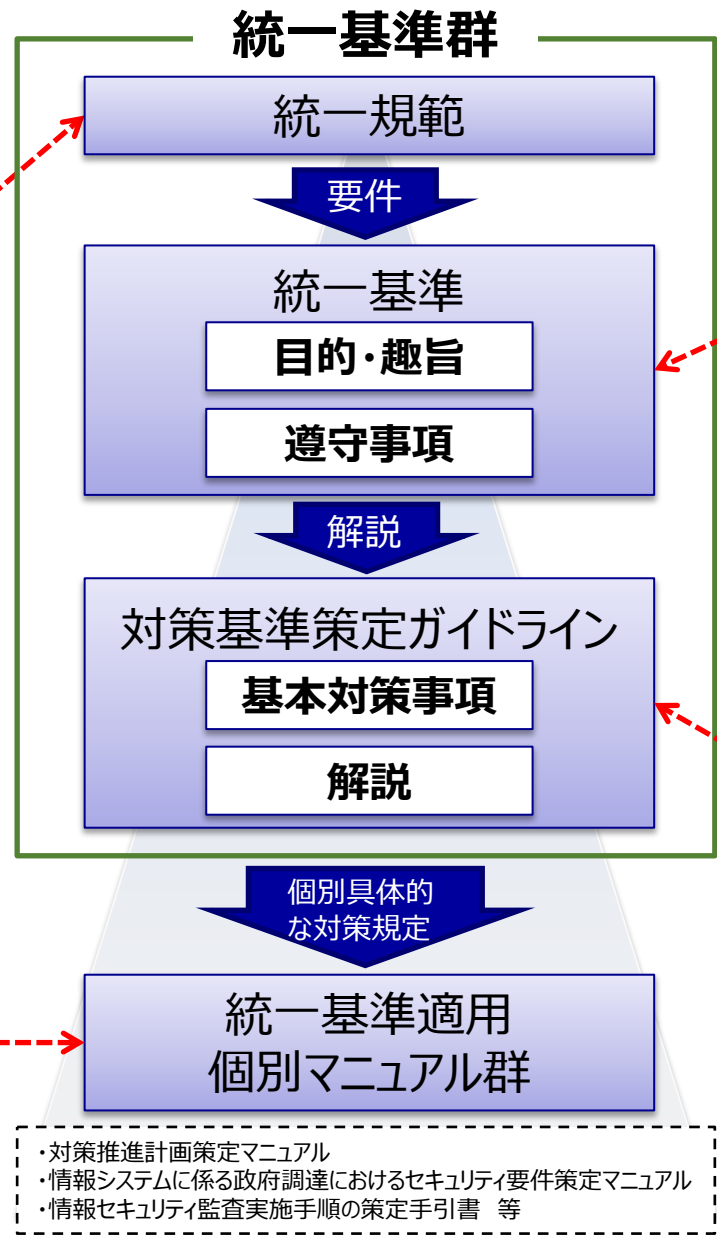 統一基準群
統一規範
要件
統一基準
目的・趣旨
遵守事項
解説
対策基準策定ガイドライン
基本対策事項
解説
個別具体的
な対策規定
統一基準適用
個別マニュアル群
・対策推進計画策定マニュアル
・情報システムに係る政府調達におけるセキュリティ要件策定マニュアル
・情報セキュリティ監査実施手順の策定手引書 等